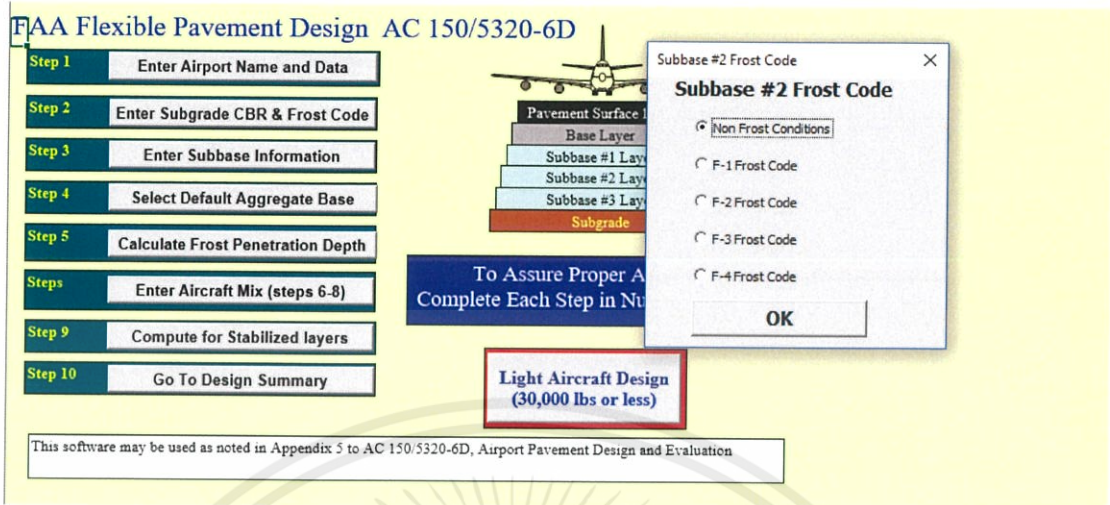 FAA Flexible Pavement Design AC 150/5320-6D
Step 1
Enter Airport Name and Data
Step 2
Enter Subgrade CBR & Frost Code
Step 3
Enter Subbase Information
Step 4
Select Default Aggregate Base
Step 5
Calculate Frost Penetration Depth
Steps
Enter Aircraft Mix (steps 6-8)
Step 9
Compute for Stabilized layers
Step 10
Go To Design Summary
Pavement Surface
Base Layer
Subbase #1
Subbase #2
Subbase #3
Subgrade
To Assure Proper
Complete Each Step in
Light Aircraft Design
(30,000 lbs or less)
Subbase #2 Frost Code
Subbase #2 Frost Code
Non Frost Conditions
F-1 Frost Code
F-2 Frost Code
F-3 Frost Code
F-4 Frost Code
OK
This software may be used as noted in Appendix 5 to AC 150/5320-6D, Airport Pavement Design and Evaluation